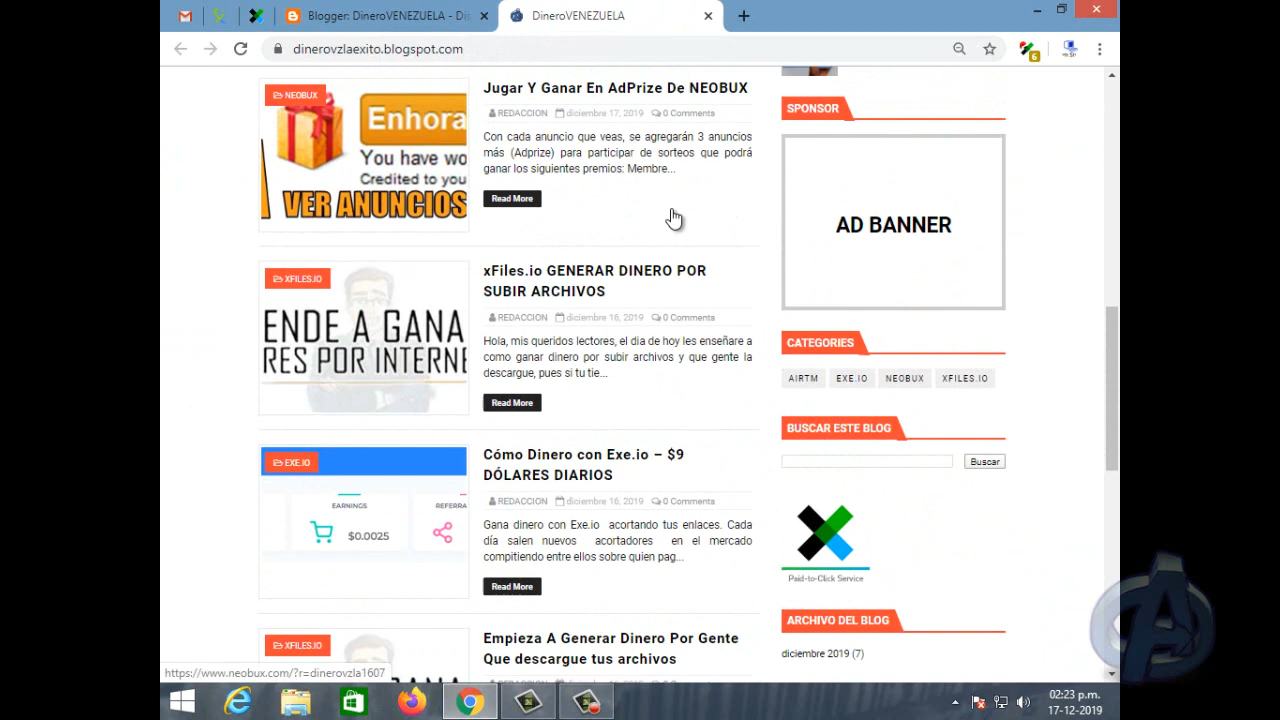 Blogger: DineroVENEZUELA - Dis
DineroVENEZUELA
dinerovzlaexito.blogspot.com
6
NEOBUX
Enhora
You have wo
Credited to you
VER ANUNCIOS
Jugar Y Ganar En AdPrize De NEOBUX
REDACCION diciembre 17, 2019 0 Comments
Con cada anuncio que veas, se agregarán 3 anuncios
más (Adprize) para participar de sorteos que podrá
ganar los siguientes premios: Membre...
Read More
XFILES.IO
ENDE A GANA
RES POR INTERNE
xFiles.io GENERAR DINERO POR
SUBIR ARCHIVOS
REDACCION diciembre 16, 2019 0 Comments
Hola, mis queridos lectores, el dia de hoy les enseñare a
como ganar dinero por subir archivos y que gente la
descargue, pues si tu tie...
Read More
EXE.IO
EARNINGS
$0.0025
REFERRA
Cómo Dinero con Exe.io – $9
DÓLARES DIARIOS
REDACCION diciembre 16, 2019 0 Comments
Gana dinero con Exe.io acortando tus enlaces. Cada
día salen nuevos acortadores en el mercado
compitiendo entre ellos sobre quien pag...
Read More
XFILES.IO
Empieza A Generar Dinero Por Gente
Que descargue tus archivos
SPONSOR
AD BANNER
CATEGORIES
AIRTM EXE.IO NEOBUX XFILES.IO
BUSCAR ESTE BLOG
Buscar
Paid-to-Click Service
ARCHIVO DEL BLOG
diciembre 2019 (7)
https://www.neobux.com/?r=dinerovzla1607
02:23 p.m.
17-12-2019